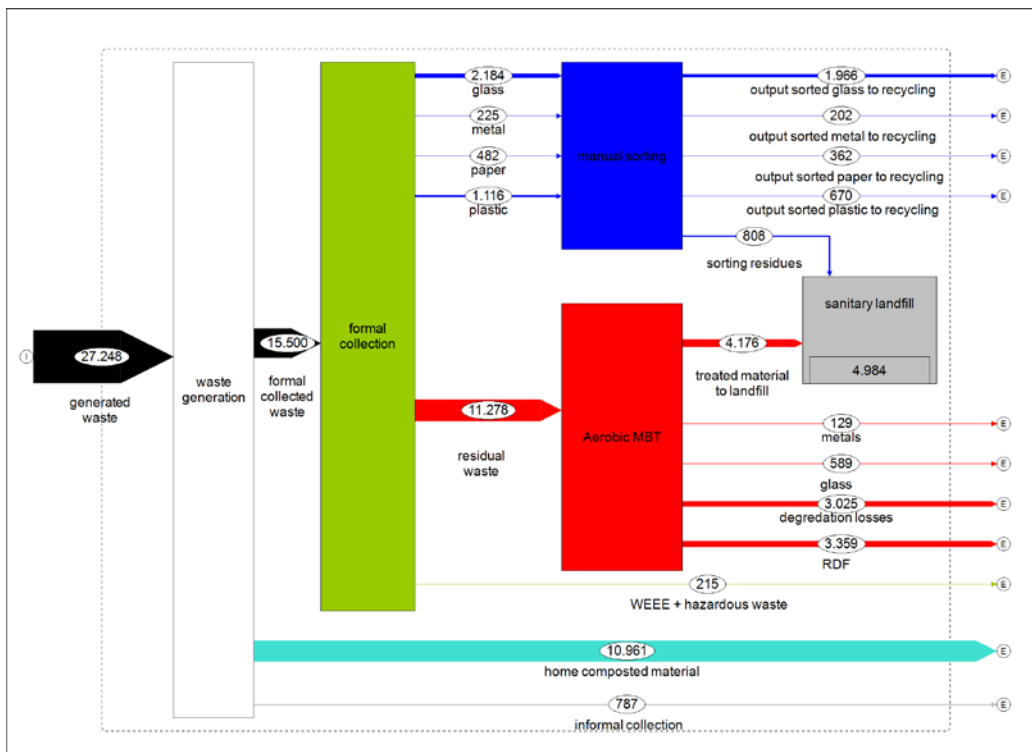 2.184
glass
1.966
output sorted glass to recycling
E
225
metal
202
output sorted metal to recycling
E
482
paper
manual sorting
362
output sorted paper to recycling
E
1.116
plastic
670
output sorted plastic to recycling
E
808
sorting residues
sanitary landfill
4.984
I
27.248
generated
waste
waste
generation
15.500
formal
collected
waste
formal
collection
11.278
residual
waste
Aerobic MBT
4.176
treated material
to landfill
129
metals
E
589
glass
E
3.025
degredation losses
E
3.359
RDF
E
215
WEEE + hazardous waste
E
10.961
home composted material
E
787
informal collection
E